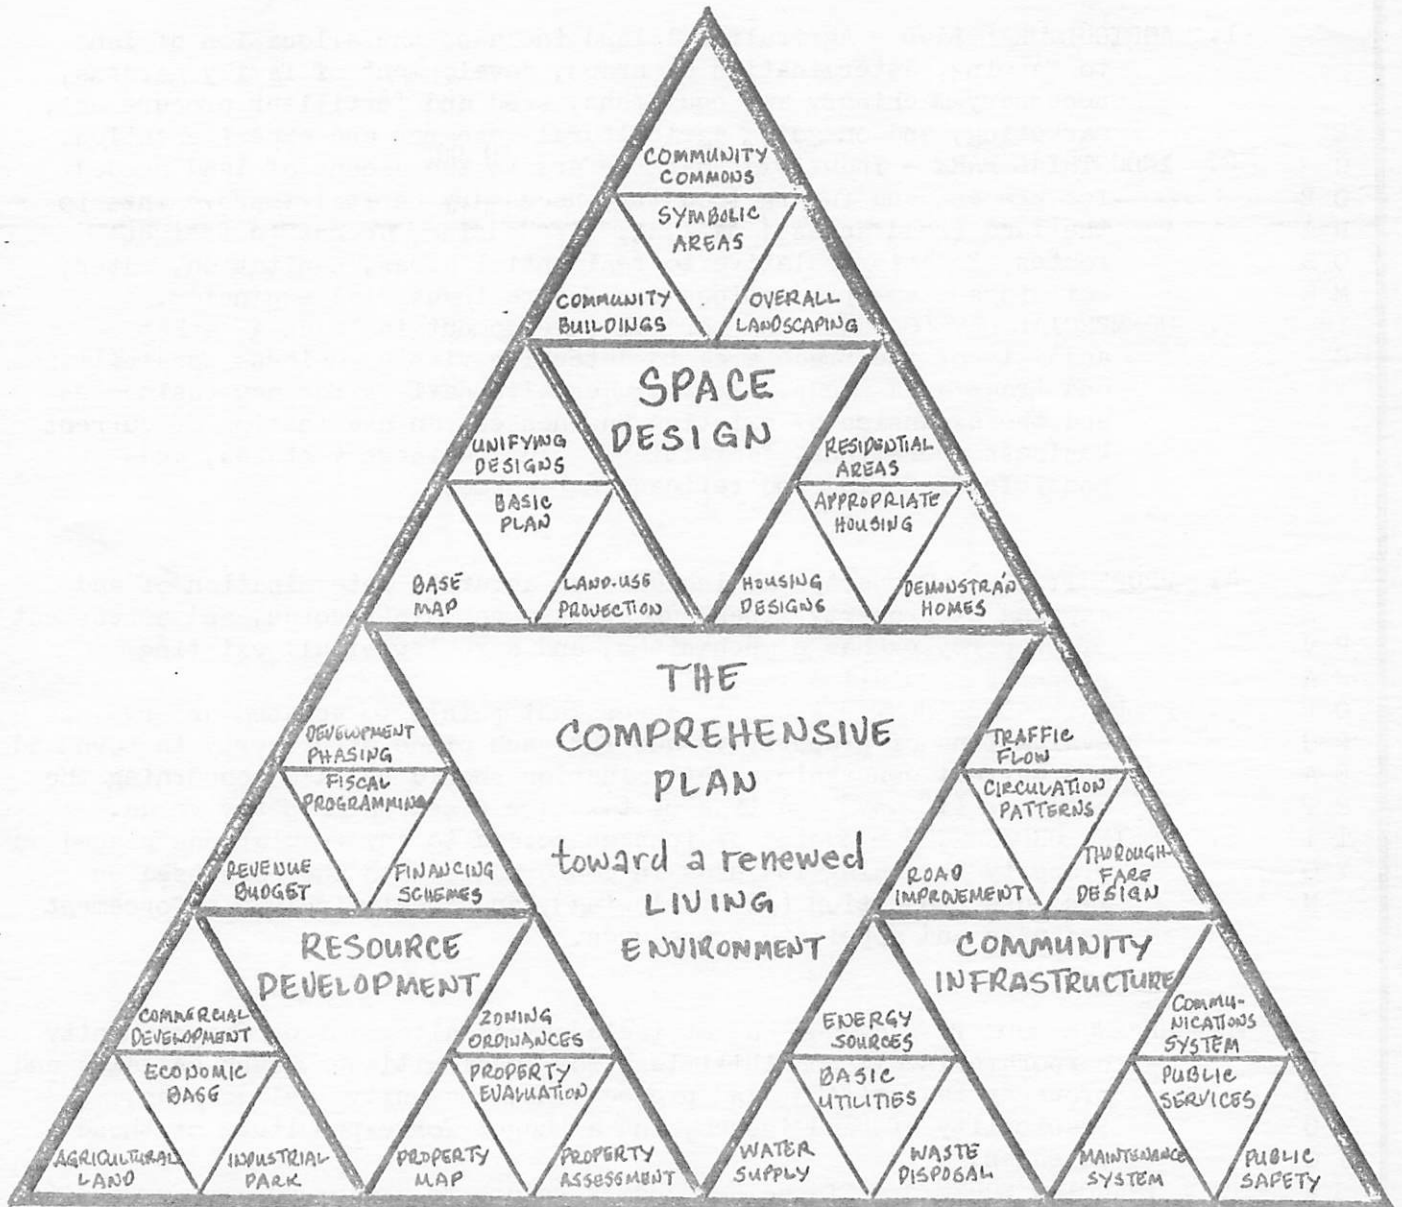 COMMUNITY
COMMONS
SYMBOLIC
AREAS
COMMUNITY
BUILDINGS
OVERALL
LANDSCAPING
SPACE
DESIGN
UNIFYING
DESIGNS
BASIC
PLAN
BASE
MAP
LAND-USE
PROJECTION
RESIDENTIAL
AREAS
APPROPRIATE
HOUSING
HOUSING
DESIGNS
DEMONSTRA'N
HOMES
THE
COMPREHENSIVE
PLAN
toward a renewed
LIVING
ENVIRONMENT
DEVELOPMENT
PHASING
FISCAL
PROGRAMMING
REVENUE
BUDGET
FINANCING
SCHEMES
TRAFFIC
FLOW
CIRCULATION
PATTERNS
ROAD
IMPROVEMENT
THOROUGH-
FARE
DESIGN
RESOURCE
DEVELOPMENT
COMMERCIAL
DEVELOPMENT
ECONOMIC
BASE
AGRICULTURAL
LAND
INDUSTRIAL
PARK
ZONING
ORDINANCES
PROPERTY
EVALUATION
PROPERTY
MAP
PROPERTY
ASSESSMENT
COMMUNITY
INFRASTRUCTURE
ENERGY
SOURCES
BASIC
UTILITIES
WATER
SUPPLY
WASTE
DISPOSAL
COMMU-
NICATIONS
SYSTEM
PUBLIC
SERVICES
MAINTENANCE
SYSTEM
PUBLIC
SAFETY